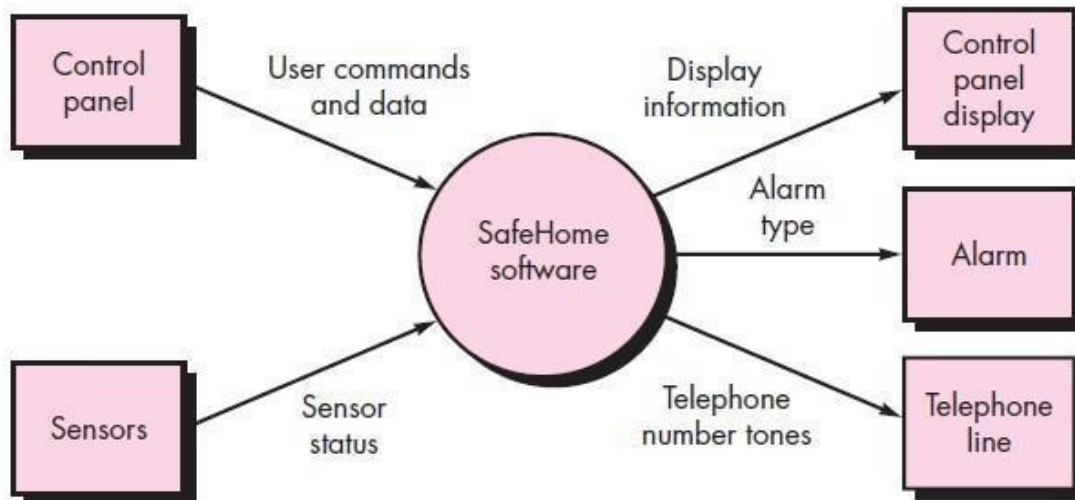 Control
panel
User commands
and data
Display
information
Control
panel
display
SafeHome
software
Alarm
type
Alarm
Sensors
Sensor
status
Telephone
number tones
Telephone
line